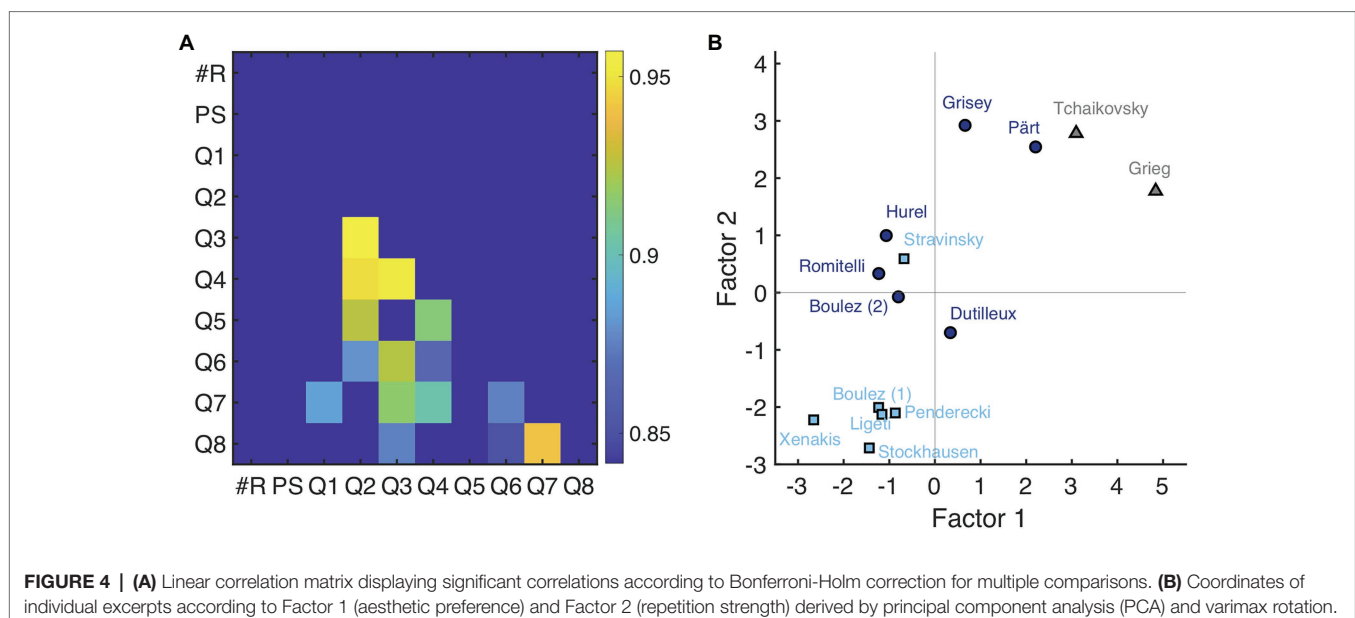 A
#R
PS
Q1
Q2
Q3
Q4
Q5
Q6
Q7
Q8
#R PS Q1 Q2 Q3 Q4 Q5 Q6 Q7 Q8
0.95
0.9
0.85
B
Factor 2
4
3
2
1
0
-1
-2
-3
Grisey
Tchaikovsky
Pärt
Grieg
Hurel
Stravinsky
Romitelli
Boulez (2)
Dutilleux
Boulez (1)
Penderecki
Ligeti
Xenakis
Stockhausen
-3 -2 -1 0 1 2 3 4 5
Factor 1
FIGURE 4 | (A) Linear correlation matrix displaying significant correlations according to Bonferroni-Holm correction for multiple comparisons. (B) Coordinates of
individual excerpts according to Factor 1 (aesthetic preference) and Factor 2 (repetition strength) derived by principal component analysis (PCA) and varimax rotation.